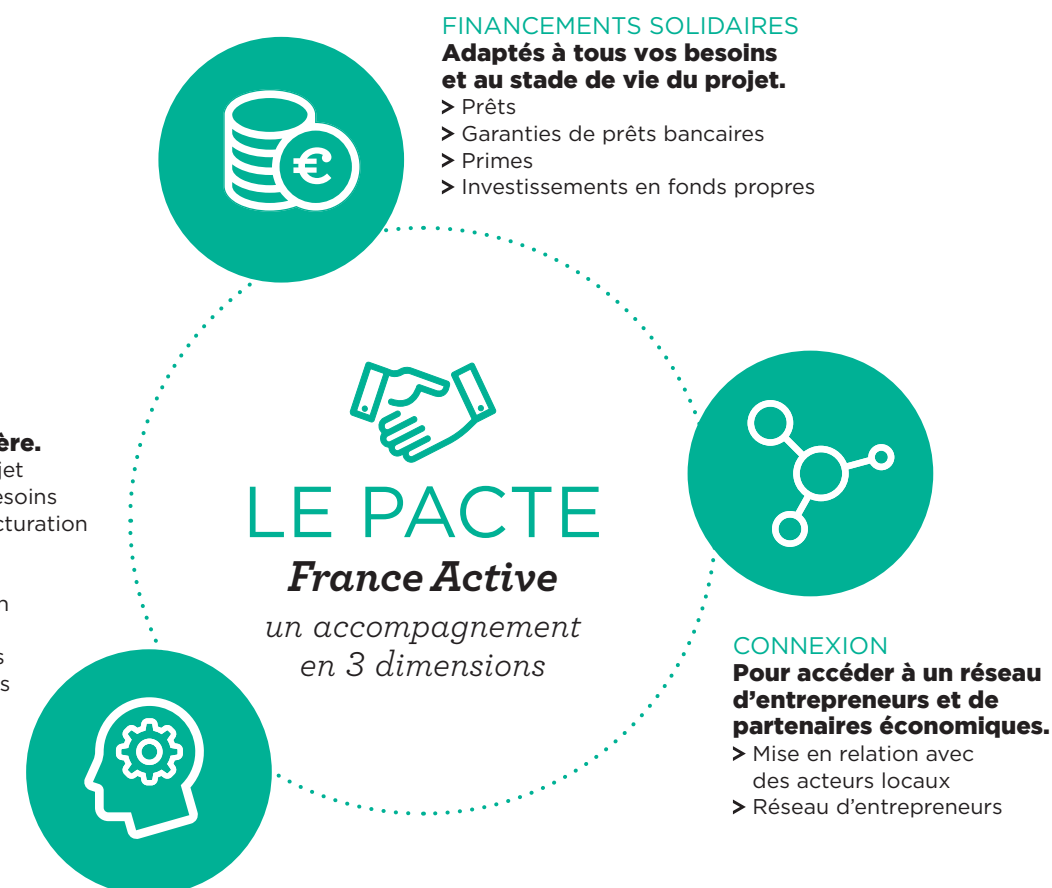 FINANCEMENTS SOLIDAIRES
Adaptés à tous vos besoins
et au stade de vie du projet.
> Prêts
> Garanties de prêts bancaires
> Primes
> Investissements en fonds propres
LE PACTE
France Active
un accompagnement
en 3 dimensions
CONNEXION
Pour accéder à un réseau
d’entrepreneurs et de
partenaires économiques.
> Mise en relation avec
des acteurs locaux
> Réseau d’entrepreneurs